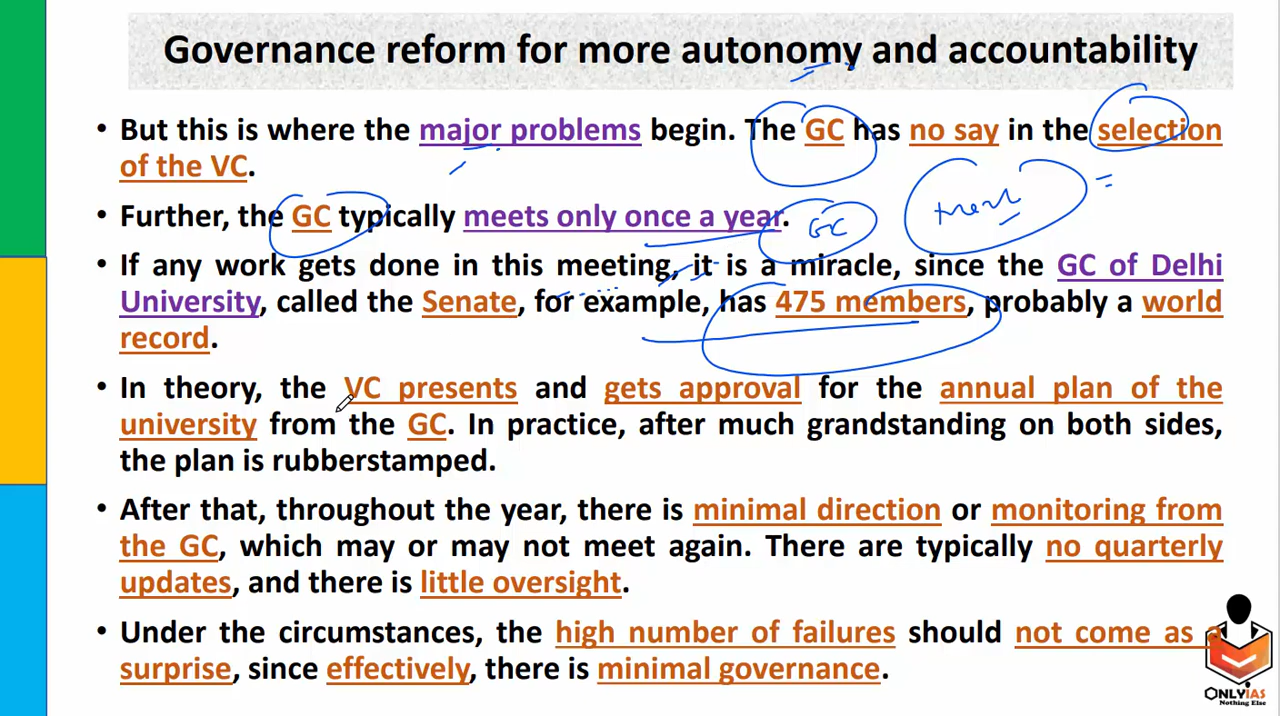 Governance reform for more autonomy and accountability
• But this is where the major problems begin. The GC has no say in the selection
of the VC.
• Further, the GC typically meets only once a year.
GC
• If any work gets done in this meeting, it is a miracle, since the GC of Delhi
University, called the Senate, for example, has 475 members, probably a world
record.
• In theory, the VC presents and gets approval for the annual plan of the
university from the GC. In practice, after much grandstanding on both sides,
the plan is rubberstamped.
• After that, throughout the year, there is minimal direction or monitoring from
the GC, which may or may not meet again. There are typically no quarterly
updates, and there is little oversight.
• Under the circumstances, the high number of failures should not come as a
surprise, since effectively, there is minimal governance.
ONLYIAS
Nothing Else